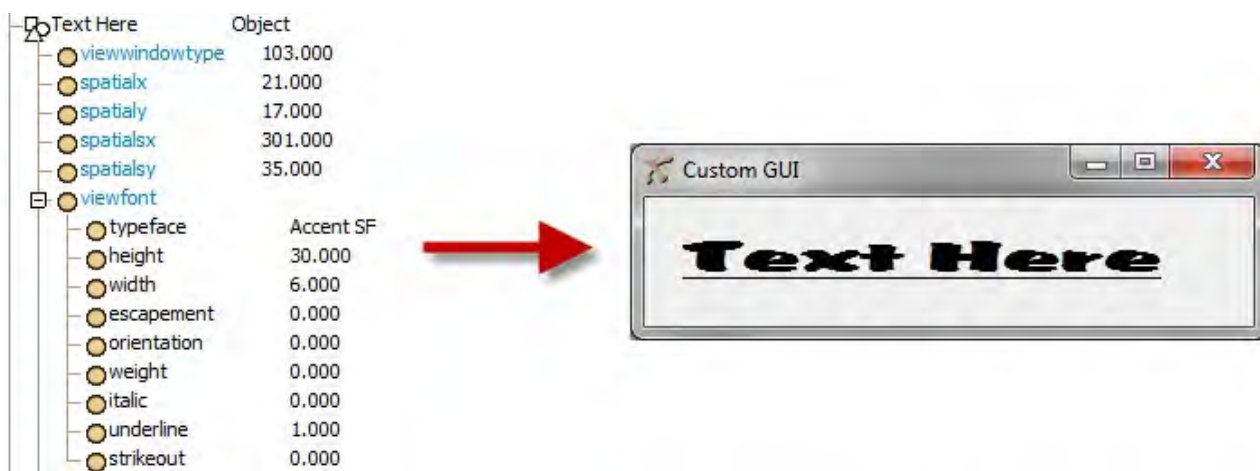 Text Here Object
viewwindowtype 103.000
spatialx 21.000
spatialy 17.000
spatialsx 301.000
spatialsy 35.000
viewfont
typeface Accent SF
height 30.000
width 6.000
escapement 0.000
orientation 0.000
weight 0.000
italic 0.000
underline 1.000
strikeout 0.000
Custom GUI
Text Here